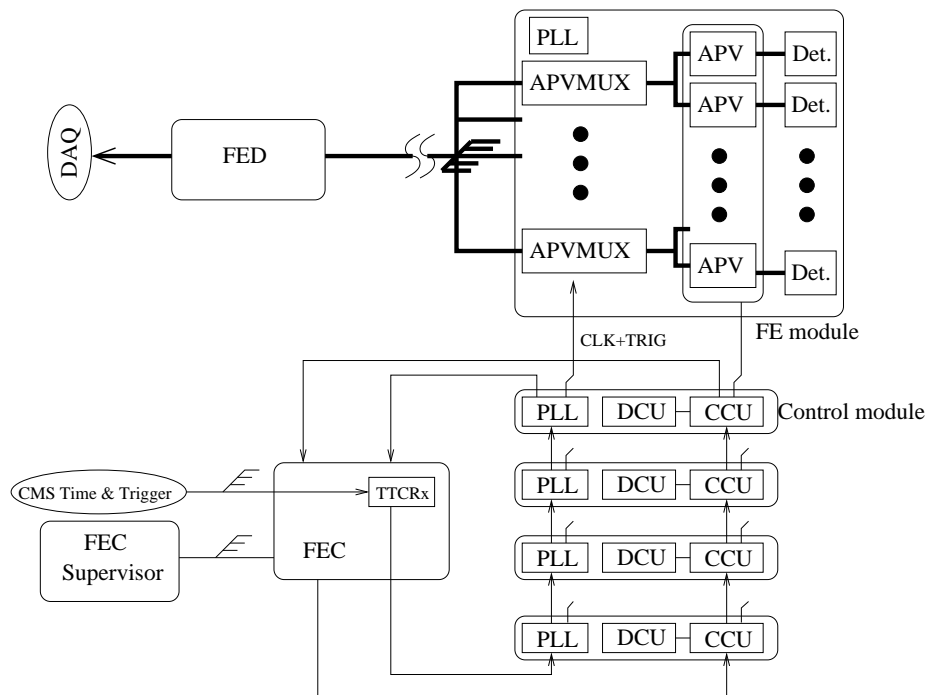 PLL
APV
Det.
APVMUX
APV
Det.
DAQ
FED
APVMUX
APV
Det.
FE module
CLK+TRIG
PLL
DCU
CCU
Control module
CMS Time & Trigger
TTCRx
PLL
DCU
CCU
FEC
Supervisor
FEC
PLL
DCU
CCU
PLL
DCU
CCU